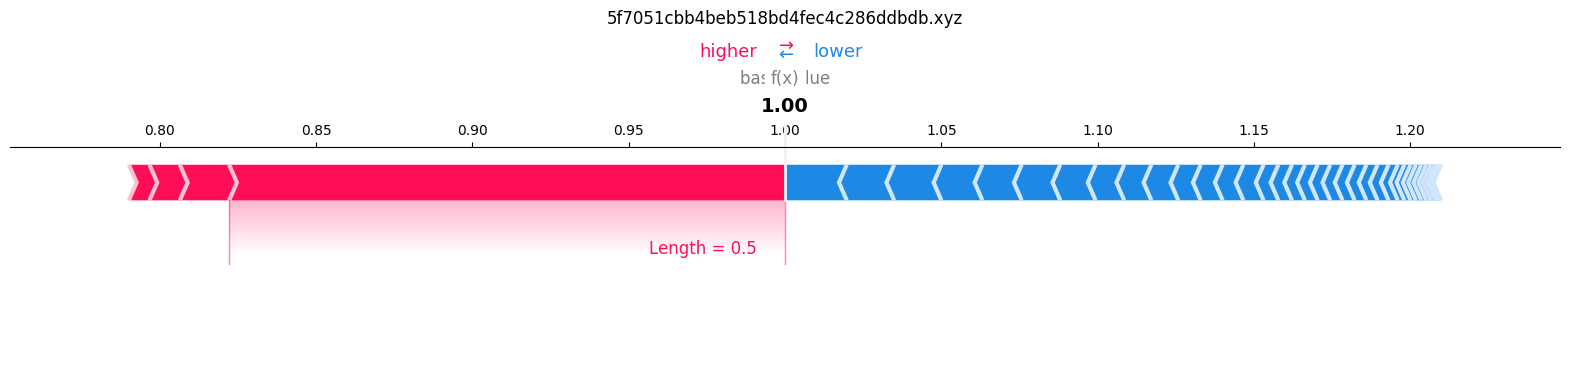 5f7051cbb4beb518bd4fec4c286ddbdb.xyz
higher ⇄ lower
f(x)
1.00
0.80 0.85 0.90 0.95 1.00 1.05 1.10 1.15 1.20
Length = 0.5